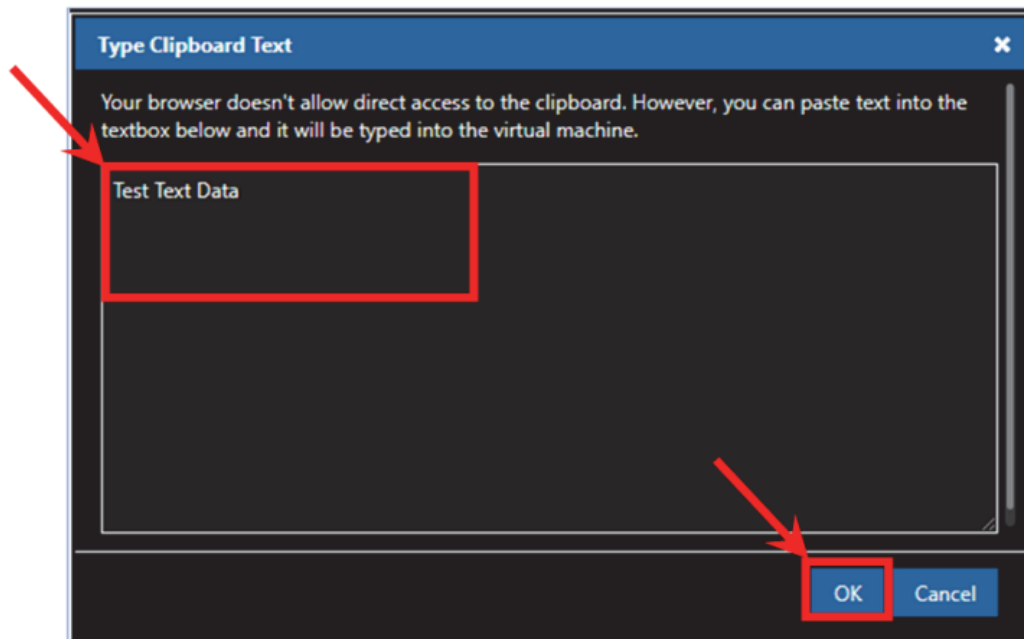 Type Clipboard Text
Your browser doesn't allow direct access to the clipboard. However, you can paste text into the
textbox below and it will be typed into the virtual machine.
Test Text Data
OK Cancel